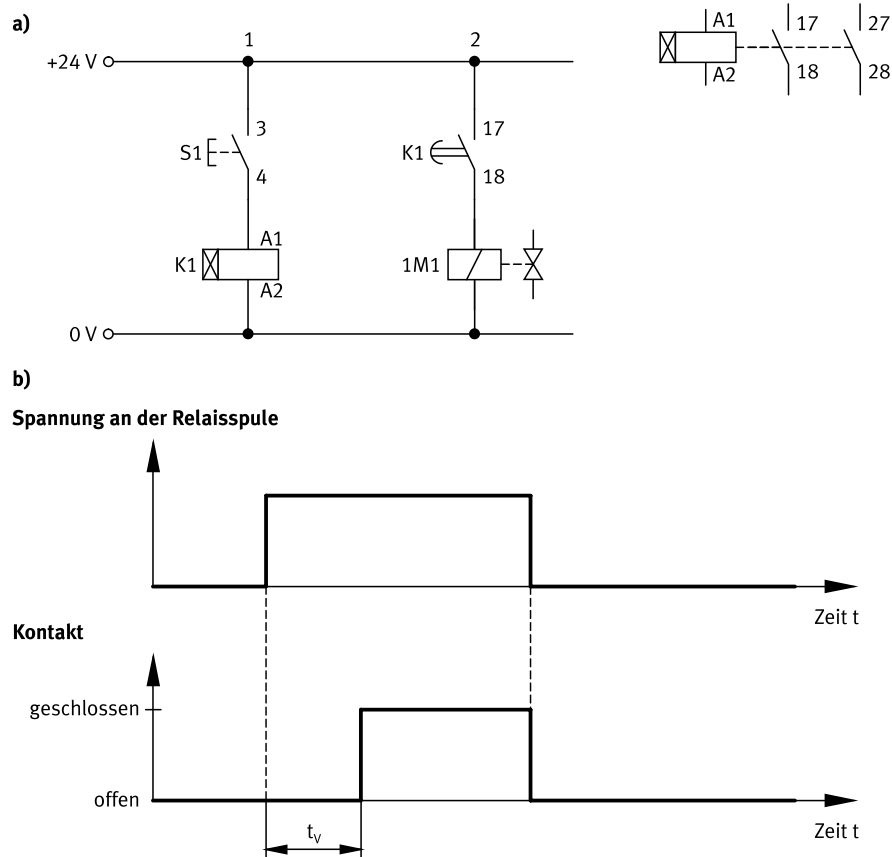 a)
1
2
+24 V
3
S1
4
17
K1
18
A1
K1
A2
1M1
0 V
A1
A2
17
18
27
28
b)
Spannung an der Relaisspule
Zeit t
Kontakt
geschlossen
offen
tV
Zeit t